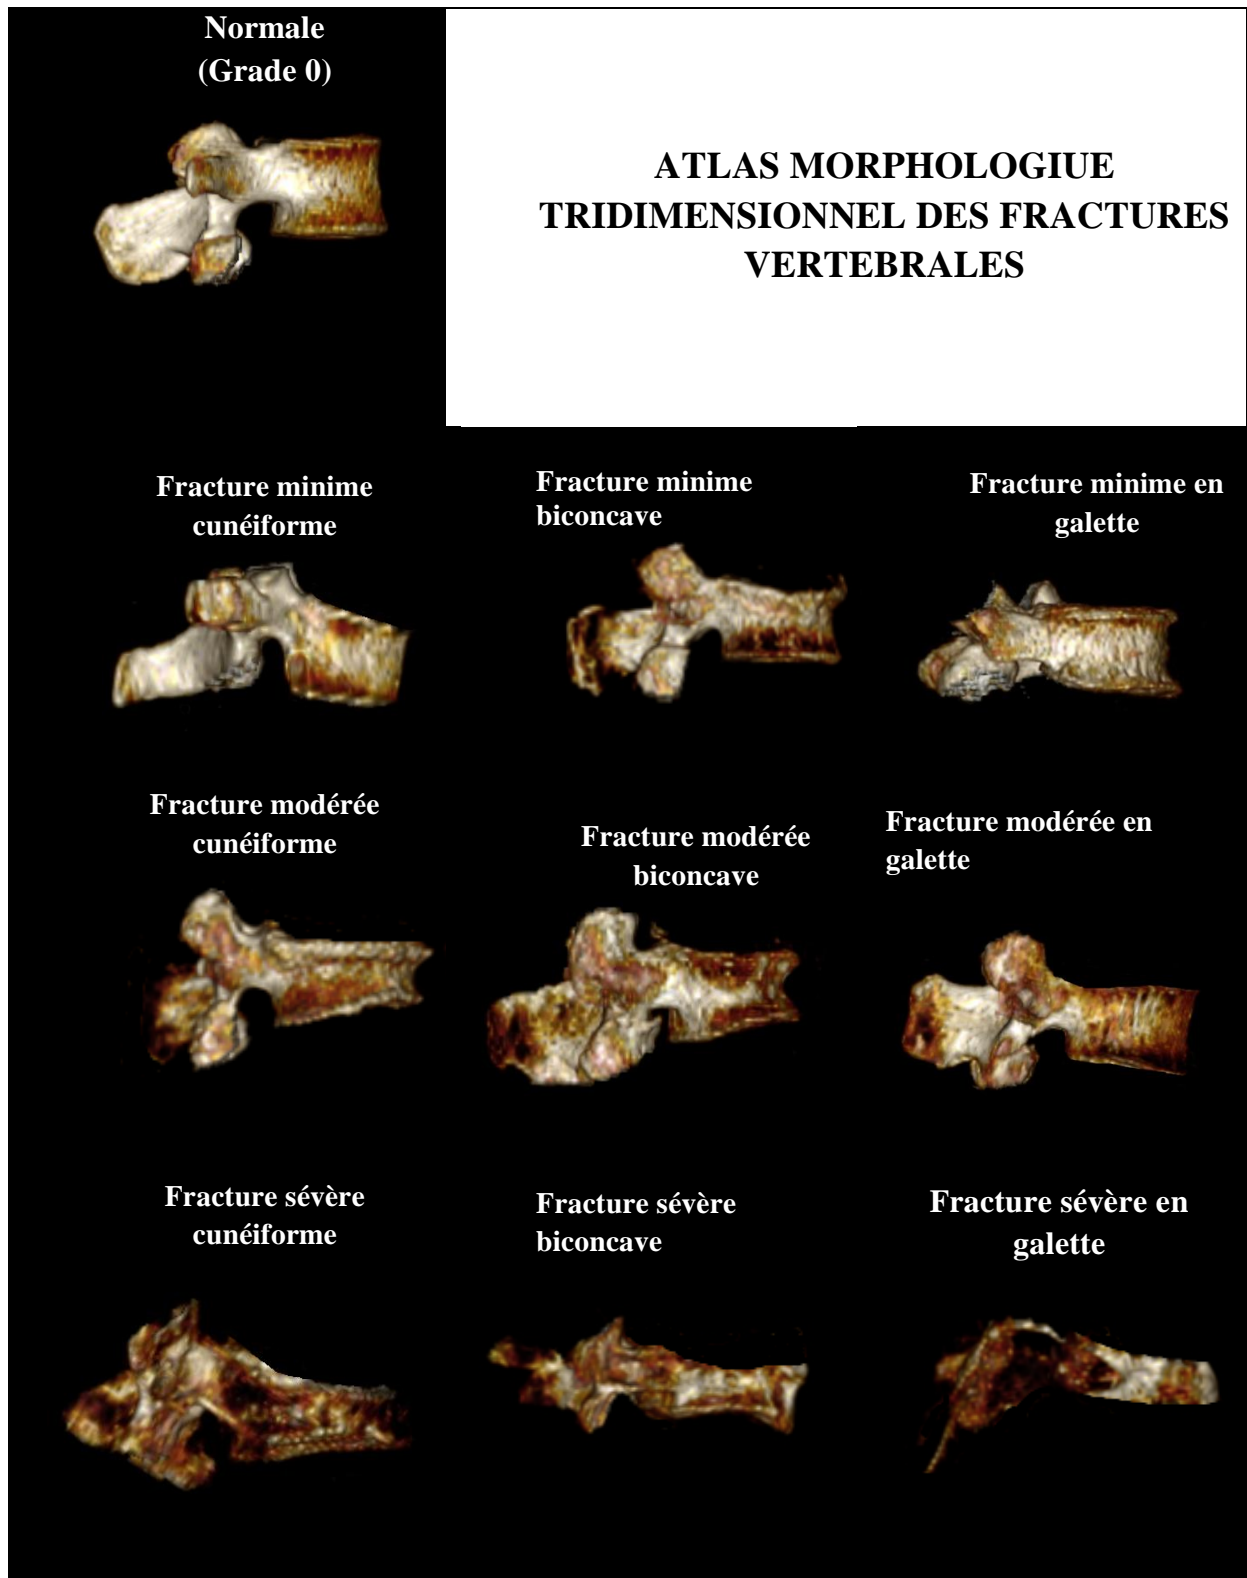 Normale
(Grade 0)
ATLAS MORPHOLOGIUE
TRIDIMENSIONNEL DES FRACTURES
VERTEBRALES
Fracture minime
cunéiforme
Fracture minime
biconcave
Fracture minime en
galette
Fracture modérée
cunéiforme
Fracture modérée
biconcave
Fracture modérée en
galette
Fracture sévère
cunéiforme
Fracture sévère
biconcave
Fracture sévère en
galette